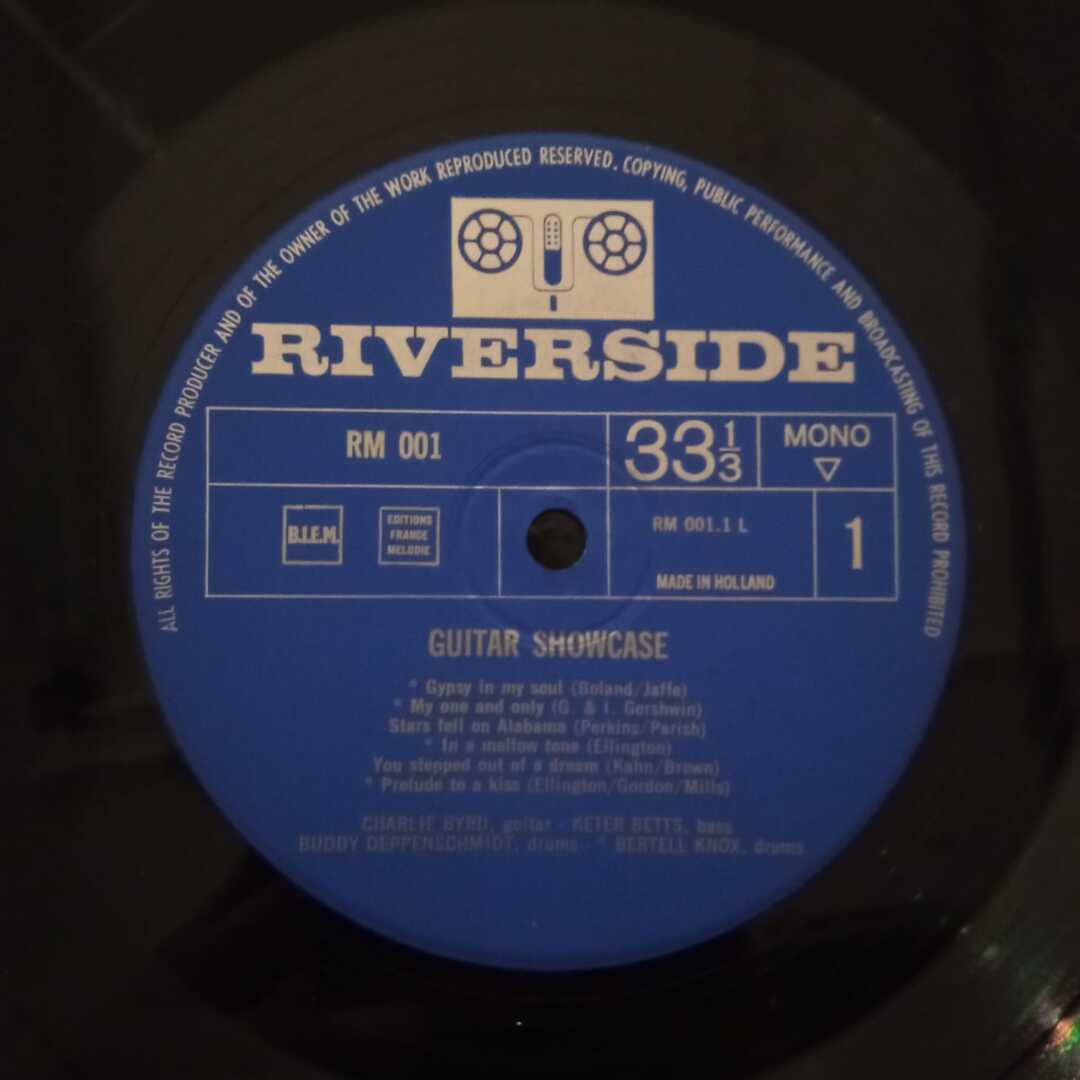 ALL RIGHTS OF THE RECORD PRODUCER AND OF THE OWNER OF THE WORK REPRODUCED RESERVED. COPYING, PUBLIC PERFORMANCE AND BROADCASTING OF THIS RECORD PROHIBITED
RIVERSIDE
RM 001
33 1/3
MONO
B.I.E.M.
EDITIONS
FRANCE
MELODIE
RM 001.1 L
1
MADE IN HOLLAND
GUITAR SHOWCASE
* Gypsy in my soul (Boland/Jaffe)
* My one and only (G. & I. Gershwin)
Stars fell on Alabama (Perkins/Parish)
* In a mellow tone (Ellington)
You stepped out of a dream (Kahn/Brown)
* Prelude to a kiss (Ellington/Gordon/Mills)
CHARLIE BYRD, guitar - KETER BETTS, bass
BUDDY DEPPENSCHMIDT, drums - * BERTELL KNOX, drums